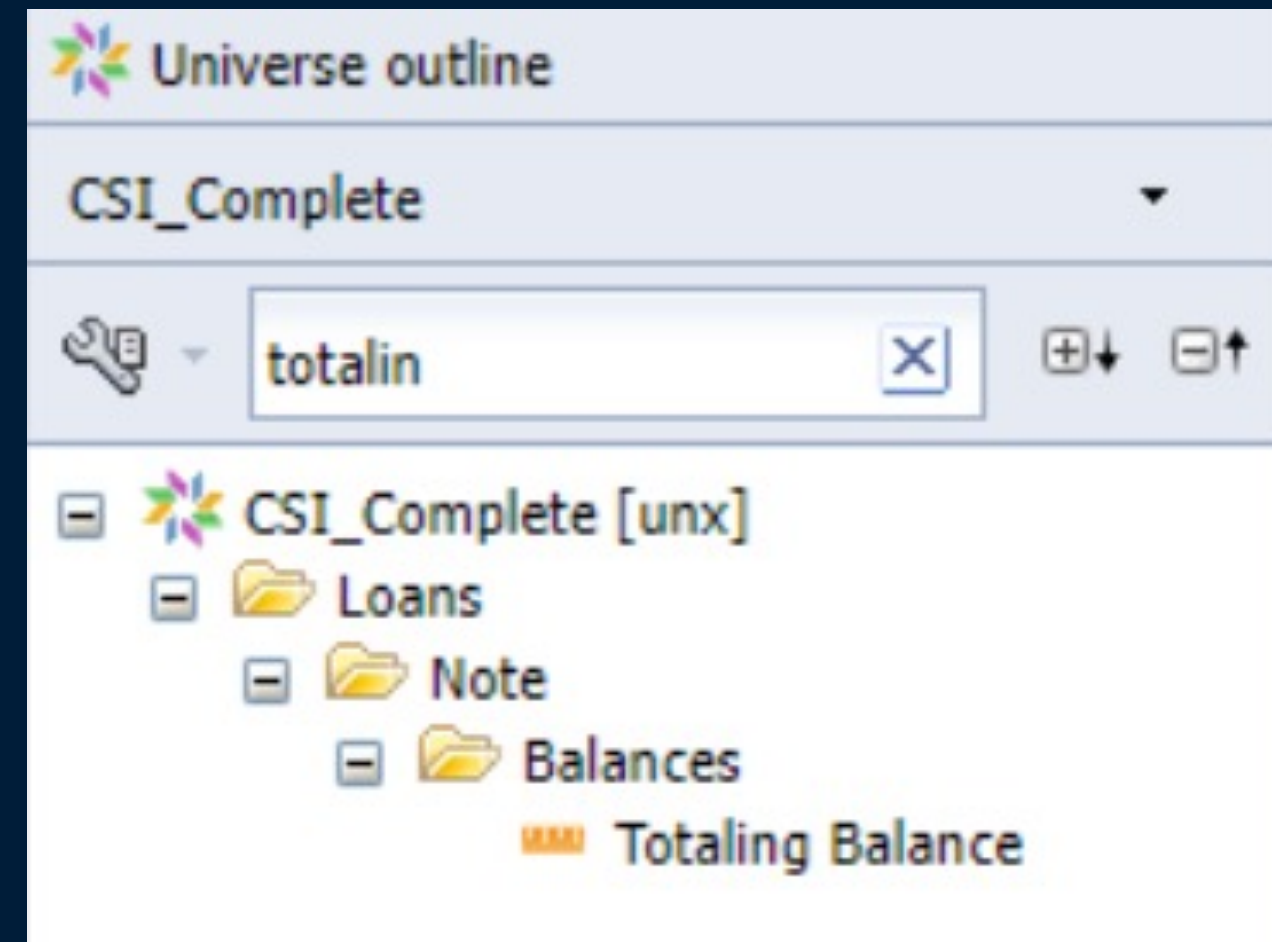 Universe outline
CSI_Complete
totalin
CSI_Complete [unx]
Loans
Note
Balances
Totaling Balance